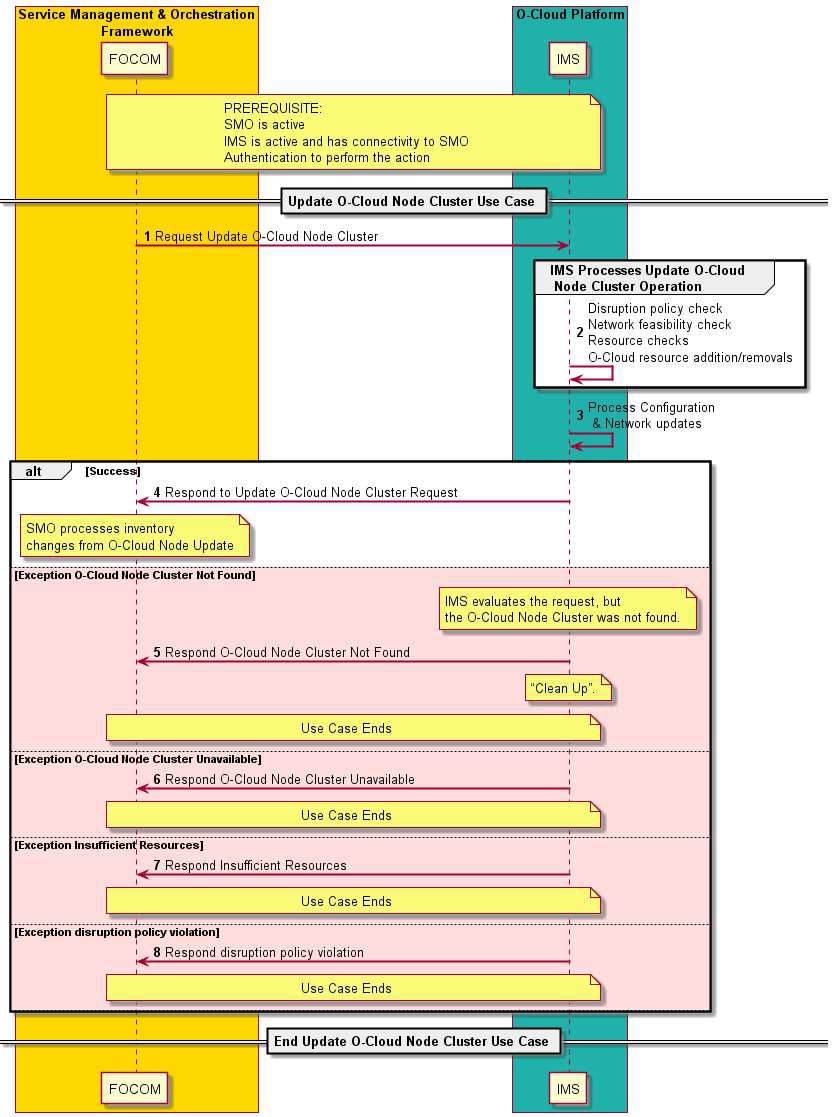 Service Management & Orchestration
Framework
O-Cloud Platform
FOCOM
IMS
PREREQUISITE:
SMO is active
IMS is active and has connectivity to SMO
Authentication to perform the action
Update O-Cloud Node Cluster Use Case
1 Request Update O-Cloud Node Cluster
IMS Processes Update O-Cloud
Node Cluster Operation
2
Disruption policy check
Network feasibility check
Resource checks
O-Cloud resource addition/removals
3
Process Configuration
& Network updates
alt
[Success]
4 Respond to Update O-Cloud Node Cluster Request
SMO processes inventory
changes from O-Cloud Node Update
[Exception O-Cloud Node Cluster Not Found]
IMS evaluates the request, but
the O-Cloud Node Cluster was not found.
5 Respond O-Cloud Node Cluster Not Found
“Clean Up”.
Use Case Ends
[Exception O-Cloud Node Cluster Unavailable]
6 Respond O-Cloud Node Cluster Unavailable
Use Case Ends
[Exception Insufficient Resources]
7 Respond Insufficient Resources
Use Case Ends
[Exception disruption policy violation]
8 Respond disruption policy violation
Use Case Ends
End Update O-Cloud Node Cluster Use Case
FOCOM
IMS